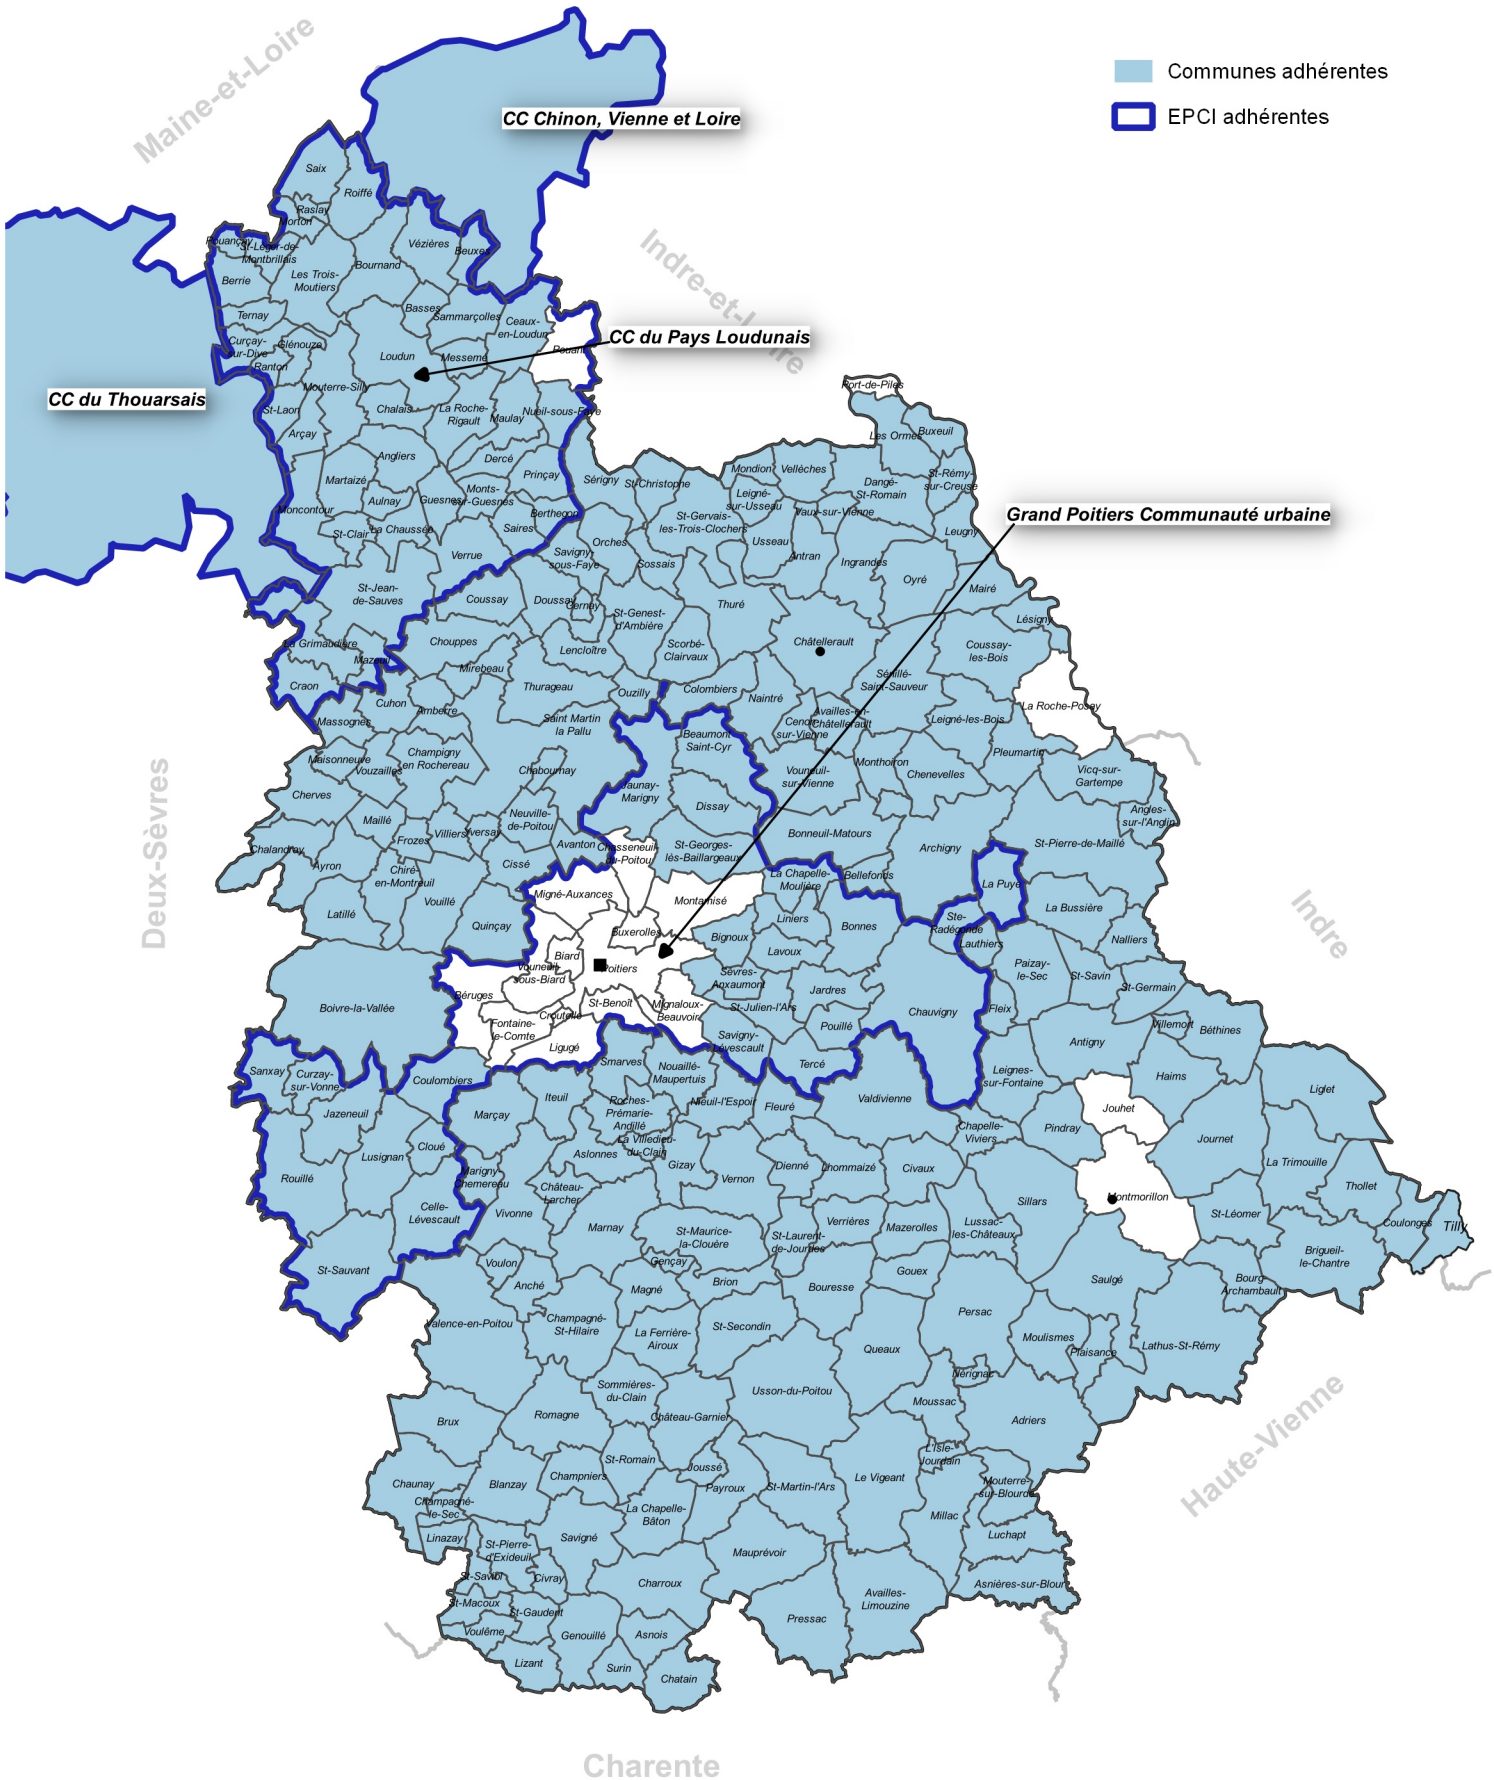 Maine-et-Loire
Communes adhérentes
CC Chinon, Vienne et Loire
EPCI adhérentes
Saix
Roiffé
Raslay
Morton
Pouançay
St-Léger-de-
Montbrillais
Vézières
Beuxes
Indre-et-Loire
Berrie
Les Trois-
Moutiers
Bournand
Ternay
Basses
Sammarçolles
Ceaux-
en-Loudun
CC du Pays Loudunais
Curçay-
sur-Dive
Glénouze
Loudun
Messemé
Pouant
Ranton
Mouterre-Silly
Port-de-Piles
CC du Thouarsais
St-Laon
Chalais
La Roche-
Rigault
Maulay
Nueil-sous-Faye
Arçay
Les Ormes
Buxeuil
Angliers
Dercé
Prinçay
Martaizé
Sérigny
St-Christophe
Mondion
Vellèches
Dangé-
St-Romain
St-Rémy-
sur-Creuse
Moncontour
Aulnay
Guesnes
Monts-
sur-Guesnes
Berthegon
Leigné-
sur-Usseau
Vaux-sur-Vienne
Grand Poitiers Communauté urbaine
St-Clair
La Chaussée
Saires
St-Gervais-
les-Trois-Clochers
Leugny
Orches
Usseau
Verrue
Savigny-
sous-Faye
Sossais
Antran
Ingrandes
Oyré
Mairé
St-Jean-
de-Sauves
Coussay
Doussay
Cernay
St-Genest-
d'Ambière
Thuré
Lésigny
La Grimaudière
Chouppes
Lencloître
Scorbé-
Clairvaux
Châtellerault
Coussay-
les-Bois
Mazeuil
Mirebeau
Craon
Thurageau
Ouzilly
Colombiers
Naintré
Sénillé-
Saint-Sauveur
La Roche-Posay
Cuhon
Amberre
Massognes
Saint Martin
la Pallu
Cenon-
sur-Vienne
Availles-en-
Châtellerault
Leigné-les-Bois
Beaumont
Saint-Cyr
Maisonneuve
Vouzailles
Champigny
en Rochereau
Chabournay
Vouneuil-
sur-Vienne
Monthoiron
Chenevelles
Pleumartin
Vicq-sur-
Gartempe
Cherves
Jaunay-
Marigny
Dissay
Angles-
sur-l'Anglin
Maillé
Frozes
Villiers
Yversay
Neuville-
de-Poitou
Avanton
Chasseneuil-
du-Poitou
St-Georges-
lès-Baillargeaux
Bonneuil-Matours
Archigny
St-Pierre-de-Maillé
Chalandray
Ayron
Chiré-
en-Montreuil
Cissé
La Chapelle-
Moulière
Bellefonds
La Puye
Deux-Sèvres
Latillé
Vouillé
Quinçay
Migné-Auxances
Montamisé
Liniers
Bonnes
Ste-
Radégonde
La Bussière
Indre
Buxerolles
Bignoux
Lavoux
Lauthiers
Nalliers
Biard
Vouneuil-
sous-Biard
Poitiers
Sèvres-
Anxaumont
Jardres
Paizay-
le-Sec
St-Savin
St-Germain
Boivre-la-Vallée
Béruges
St-Benoît
Mignaloux-
Beauvoir
St-Julien-l'Ars
Chauvigny
Fleix
Fontaine-
le-Comte
Croutelle
Ligugé
Pouillé
Savigny-
Lévescault
Antigny
Villemort
Béthines
Sanxay
Curzay-
sur-Vonne
Coulombiers
Smarves
Nouaillé-
Maupertuis
Tercé
Leignes-
sur-Fontaine
Haims
Liglet
Jazeneuil
Marçay
Iteuil
Roches-
Prémarie-
Andillé
Nieuil-l'Espoir
Fleuré
Valdivienne
Jouhet
Cloué
Lusignan
La Villedieu-
du-Clain
Chapelle-
Viviers
Pindray
Journet
Rouillé
Marigny-
Chemereau
Aslonnes
Gizay
Vernon
Dienné
Lhommaizé
Civaux
La Trimouille
Château-
Larcher
Sillars
Montmorillon
Thollet
Celle-
Lévescault
Vivonne
Marnay
St-Maurice-
la-Clouère
St-Laurent-
de-Jourdes
Verrières
Mazerolles
Lussac-
les-Châteaux
St-Léomer
Coulonges
Tilly
St-Sauvant
Voulon
Gençay
Brigueil-
le-Chantre
Anché
Magné
Brion
Bouresse
Gouex
Saulgé
Bourg-
Archambault
Valence-en-Poitou
Champagné-
St-Hilaire
La Ferrière-
Airoux
St-Secondin
Persac
Queaux
Moulismes
Plaisance
Lathus-St-Rémy
Sommières-
du-Clain
Usson-du-Poitou
Nérignac
Brux
Romagne
Château-Garnier
Moussac
Adriers
Haute-Vienne
Chaunay
Blanzay
Champniers
St-Romain
Joussé
Payroux
St-Martin-l'Ars
Le Vigeant
L'Isle-
Jourdain
Mouterre-
sur-Blourde
Champagné-
le-Sec
La Chapelle-
Bâton
Millac
Linazay
Savigné
Luchapt
St-Pierre-
d'Exideuil
Mauprévoir
St-Saviol
Civray
Charroux
Availles-
Limouzine
Asnières-sur-Blour
St-Macoux
St-Gaudent
Pressac
Voulême
Genouillé
Asnois
Lizant
Surin
Chatain
Charente